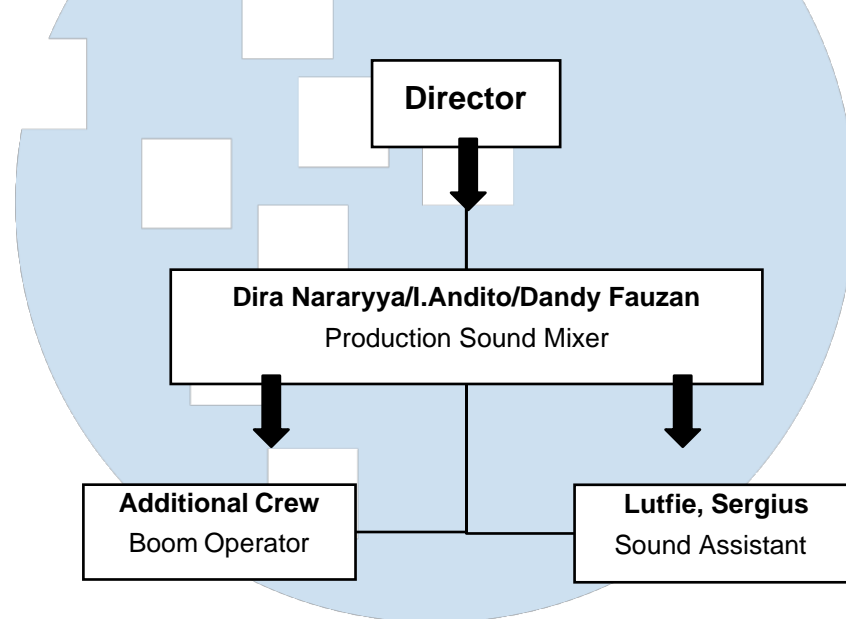 Director
Dira Nararyya/I.Andito/Dandy Fauzan
Production Sound Mixer
Additional Crew
Boom Operator
Lutfie, Sergius
Sound Assistant